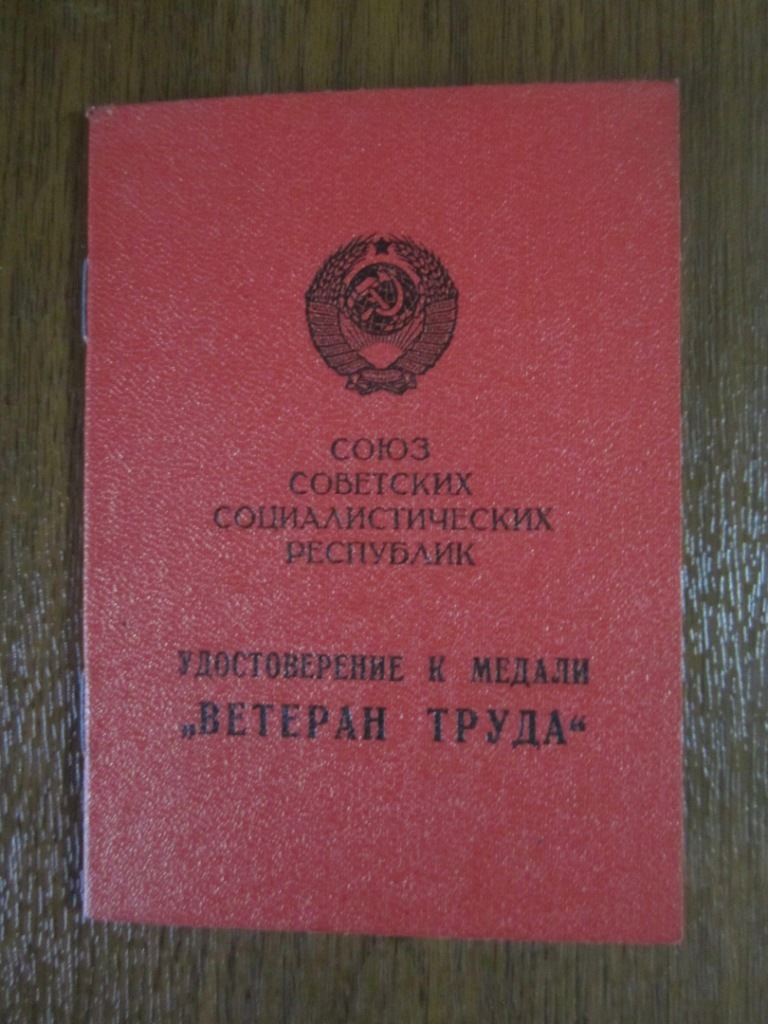 СОЮЗ
СОВЕТСКИХ
СОЦИАЛИСТИЧЕСКИХ
РЕСПУБЛИК
УДОСТОВЕРЕНИЕ К МЕДАЛИ
„ВЕТЕРАН ТРУДА“